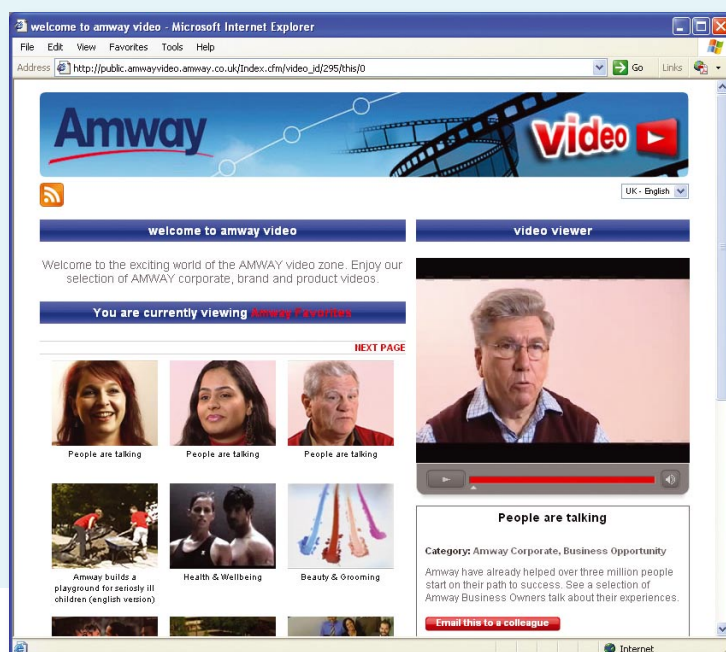 welcome to amway video - Microsoft Internet Explorer
File Edit View Favorites Tools Help
Address http://public.amwayvideo.amway.co.uk/Index.cfm/video_id/295/this/0 Go Links
Amway
video
UK - English
welcome to amway video
Welcome to the exciting world of the AMWAY video zone. Enjoy our
selection of AMWAY corporate, brand and product videos.
You are currently viewing Amway Favorites
NEXT PAGE
People are talking
People are talking
People are talking
Amway builds a
playground for seriosly ill
children (english version)
Health & Wellbeing
Beauty & Grooming
video viewer
People are talking
Category: Amway Corporate, Business Opportunity
Amway have already helped over three million people
start on their path to success. See a selection of
Amway Business Owners talk about their experiences.
Email this to a colleague
Internet